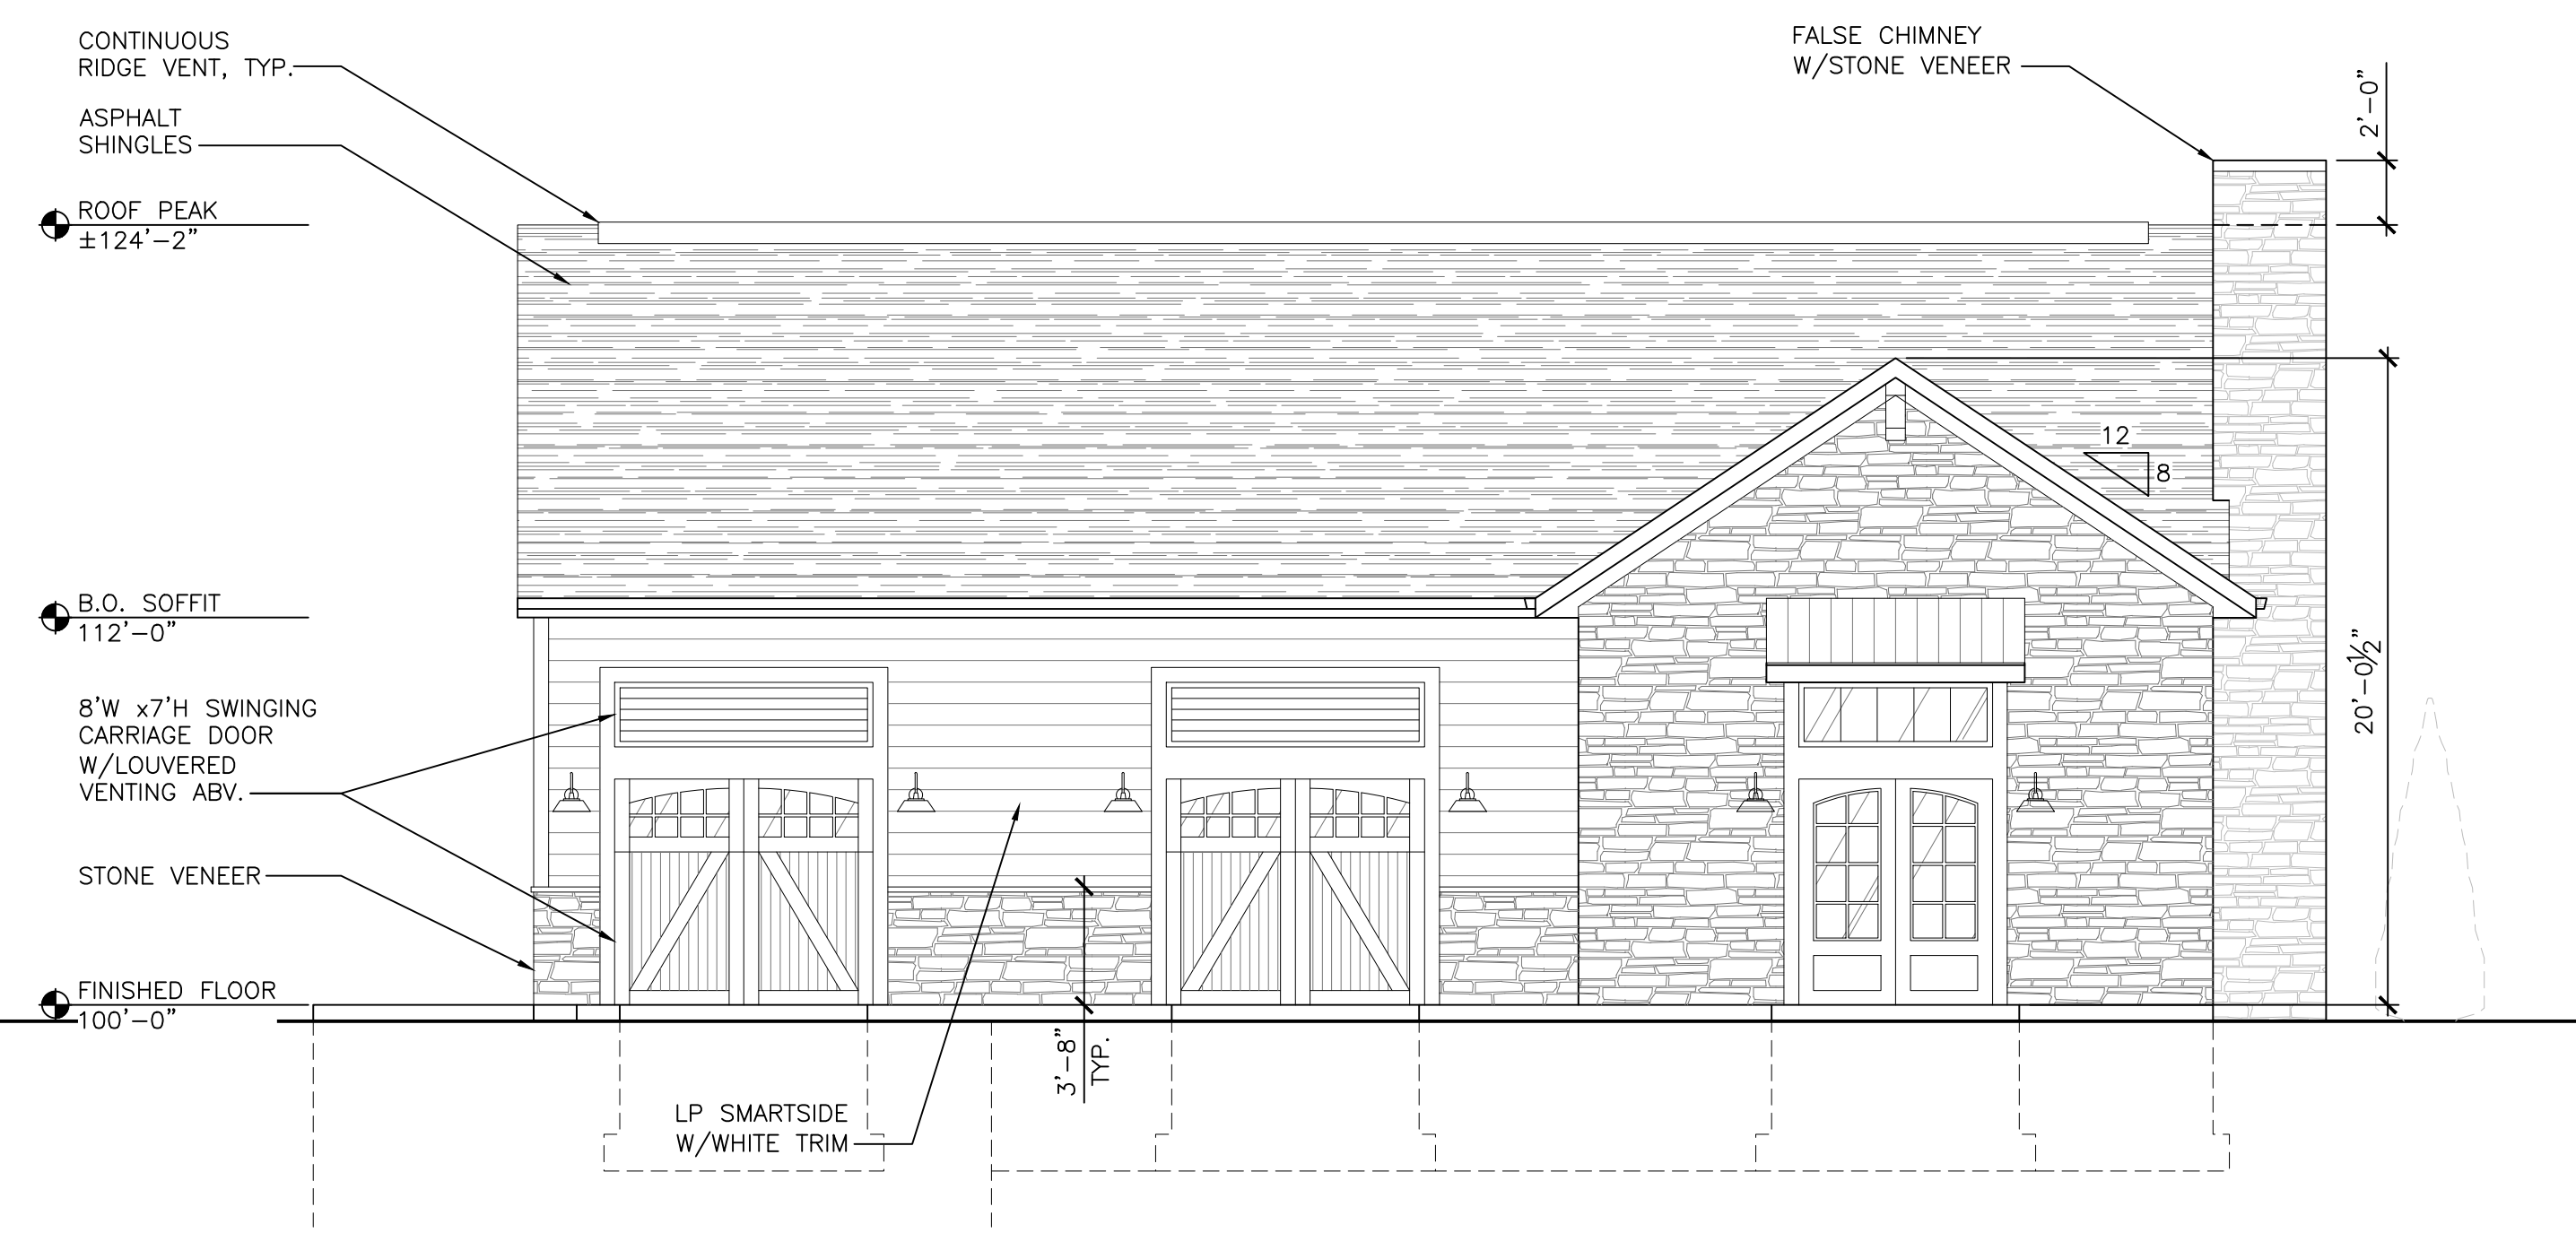 CONTINUOUS
RIDGE VENT, TYP.
ASPHALT
SHINGLES
ROOF PEAK
±124'-2"
B.O. SOFFIT
112'-0"
8'W x7'H SWINGING
CARRIAGE DOOR
W/LOUVERED
VENTING ABV.
STONE VENEER
FINISHED FLOOR
100'-0"
LP SMARTSIDE
W/WHITE TRIM
3'-8"
TYP.
FALSE CHIMNEY
W/STONE VENEER
2'-0"
12
8
20'-0½"